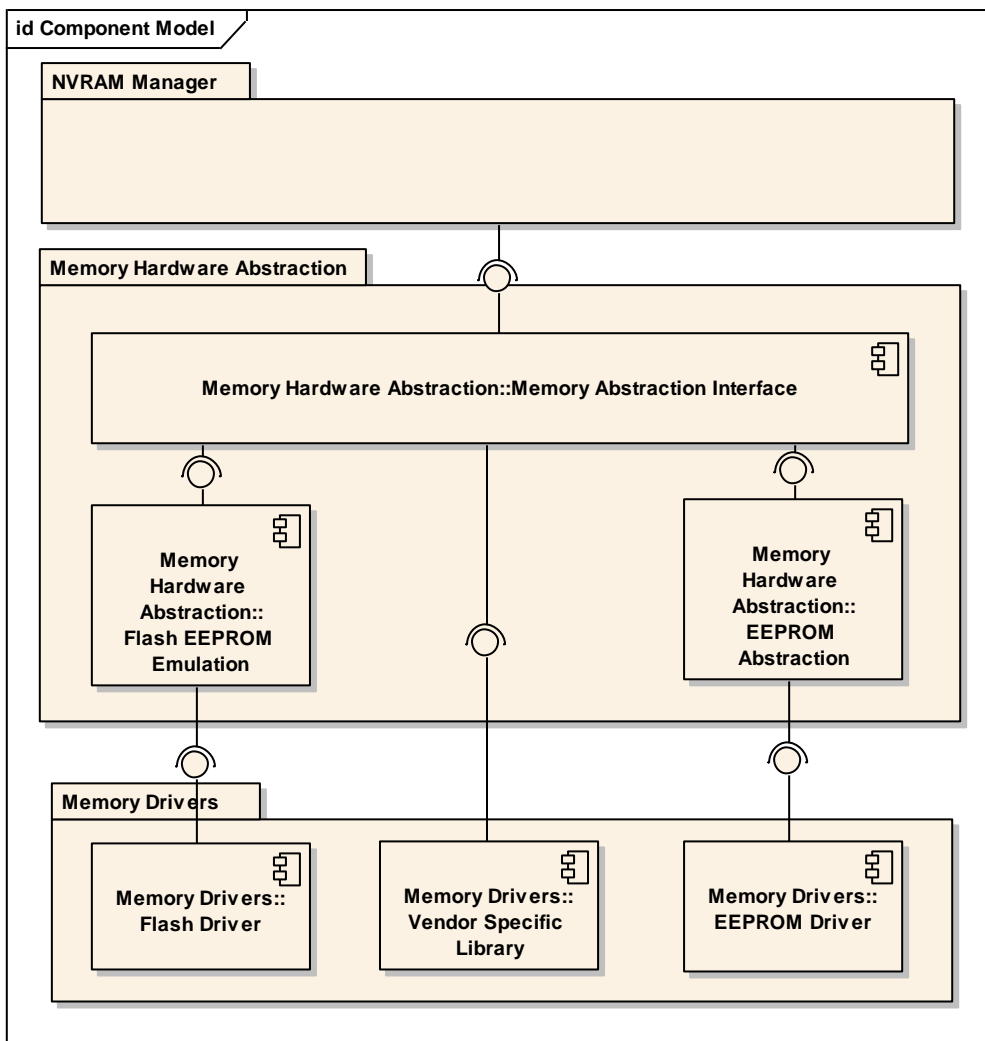 id Component Model
NVRAM Manager
Memory Hardware Abstraction
Memory Hardware Abstraction::Memory Abstraction Interface
Memory
Hardware
Abstraction::
Flash EEPROM
Emulation
Memory
Hardware
Abstraction::
EEPROM
Abstraction
Memory Drivers
Memory Drivers::
Flash Driver
Memory Drivers::
Vendor Specific
Library
Memory Drivers::
EEPROM Driver